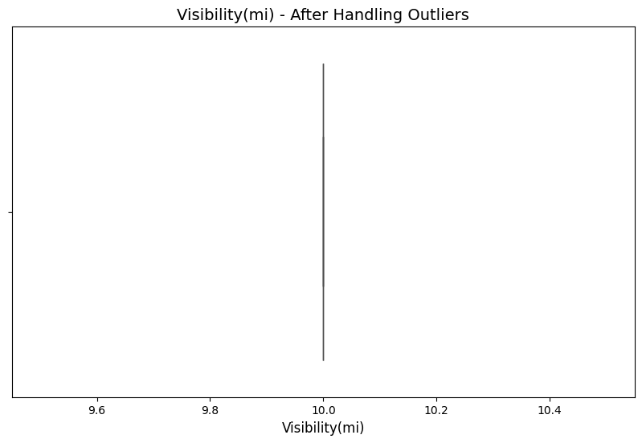 Visibility(mi) - After Handling Outliers
9.6 9.8 10.0 10.2 10.4
Visibility(mi)